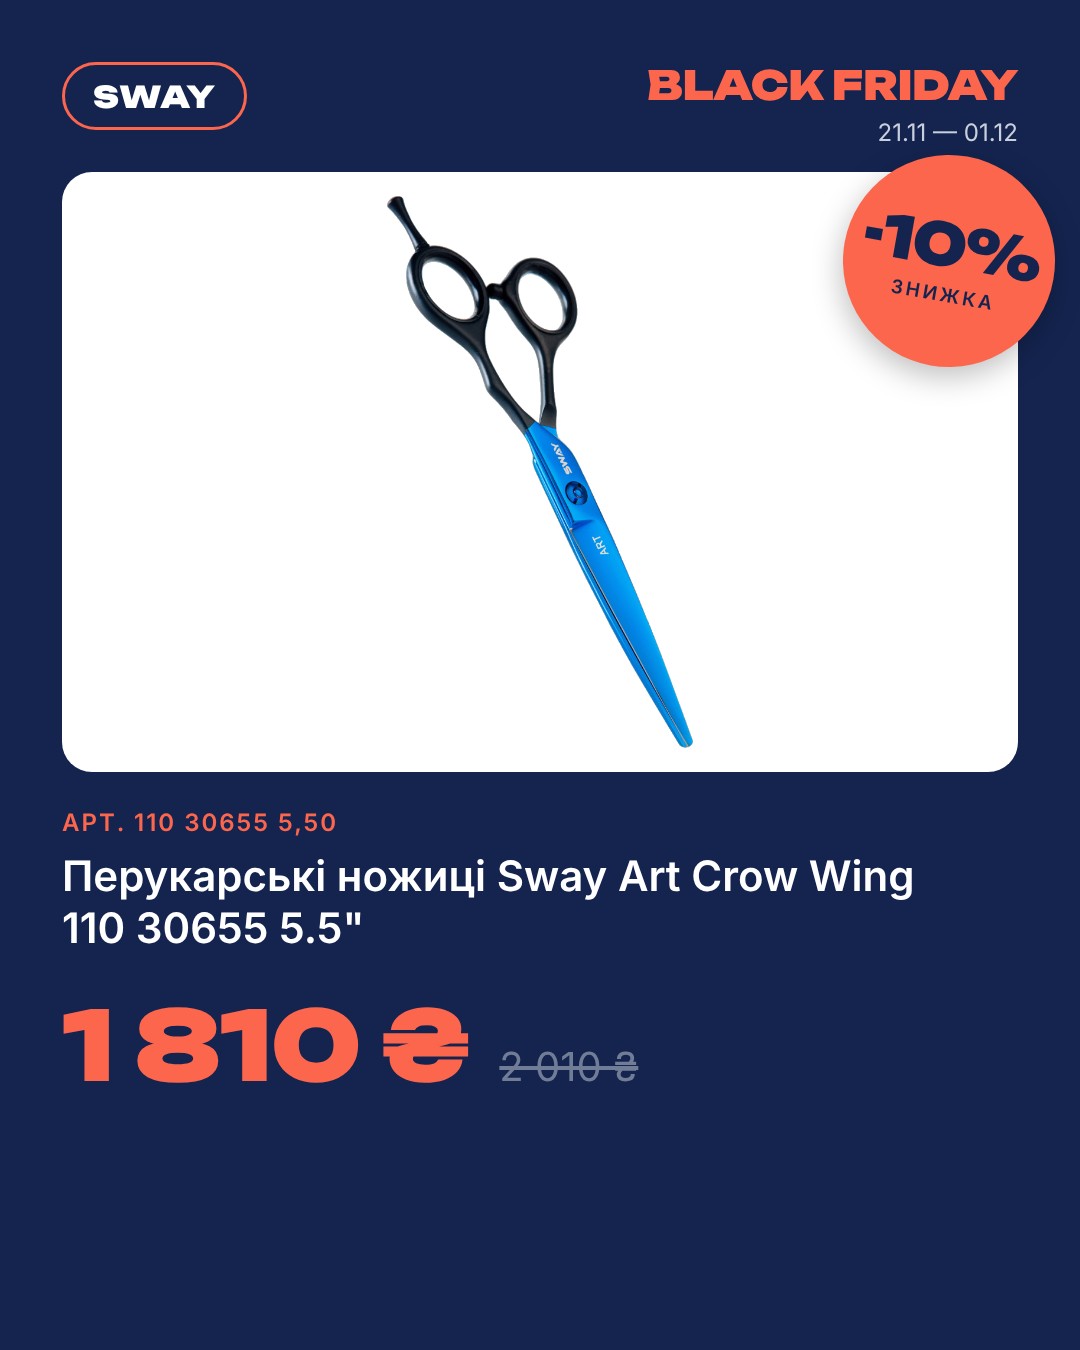 SWAY
BLACK FRIDAY
21.11 — 01.12
-10%
ЗНИЖКА
SWAY
ART
АРТ. 110 30655 5,50
Перукарські ножиці Sway Art Crow Wing
110 30655 5.5"
1 810 ₴ 2 010 ₴